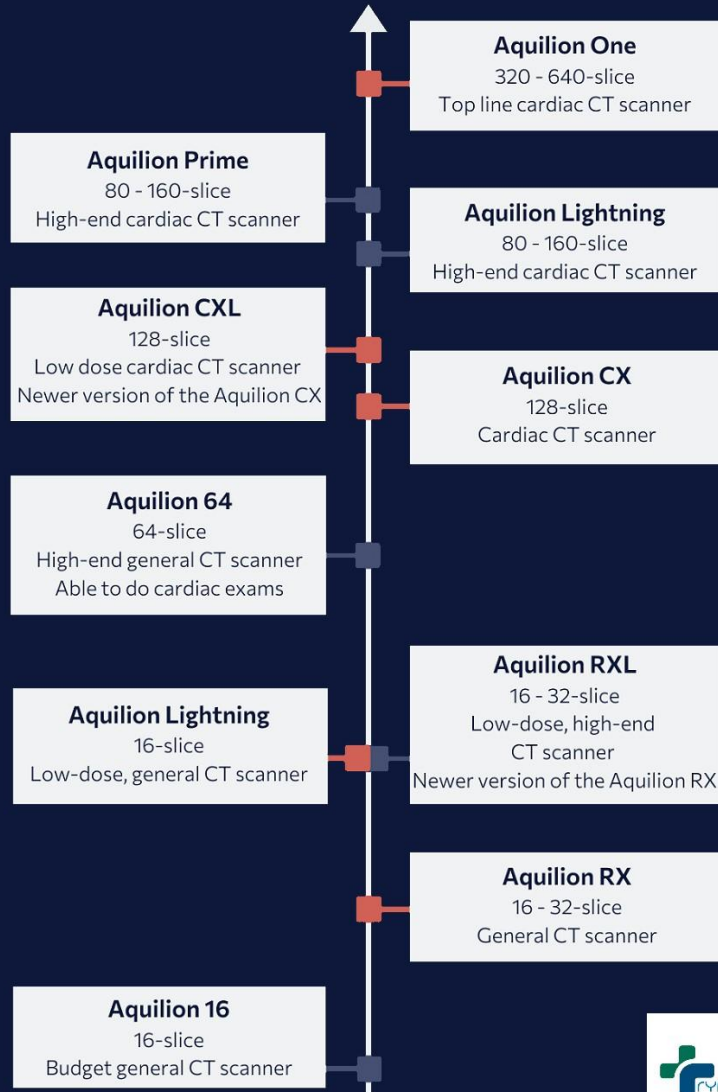 Aquilion One
320 - 640-slice
Top line cardiac CT scanner
Aquilion Prime
80 - 160-slice
High-end cardiac CT scanner
Aquilion Lightning
80 - 160-slice
High-end cardiac CT scanner
Aquilion CXL
128-slice
Low dose cardiac CT scanner
Newer version of the Aquilion CX
Aquilion CX
128-slice
Cardiac CT scanner
Aquilion 64
64-slice
High-end general CT scanner
Able to do cardiac exams
Aquilion RXL
16 - 32-slice
Low-dose, high-end
CT scanner
Newer version of the Aquilion RX
Aquilion Lightning
16-slice
Low-dose, general CT scanner
Aquilion RX
16 - 32-slice
General CT scanner
Aquilion 16
16-slice
Budget general CT scanner